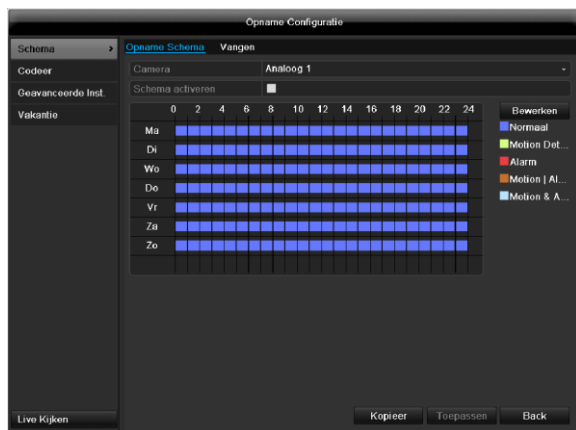 Opname Configuratie
Schema >
Codeer
Geavanceerde Inst.
Vakantie
Opname Schema Vangen
Camera Analoog 1
Schema activeren
0 2 4 6 8 10 12 14 16 18 20 22 24
Ma
Di
Wo
Do
Vr
Za
Zo
Bewerken
Normaal
Motion Det...
Alarm
Motion | Al...
Motion & A...
Live Kijken
Kopieer Toepassen Back